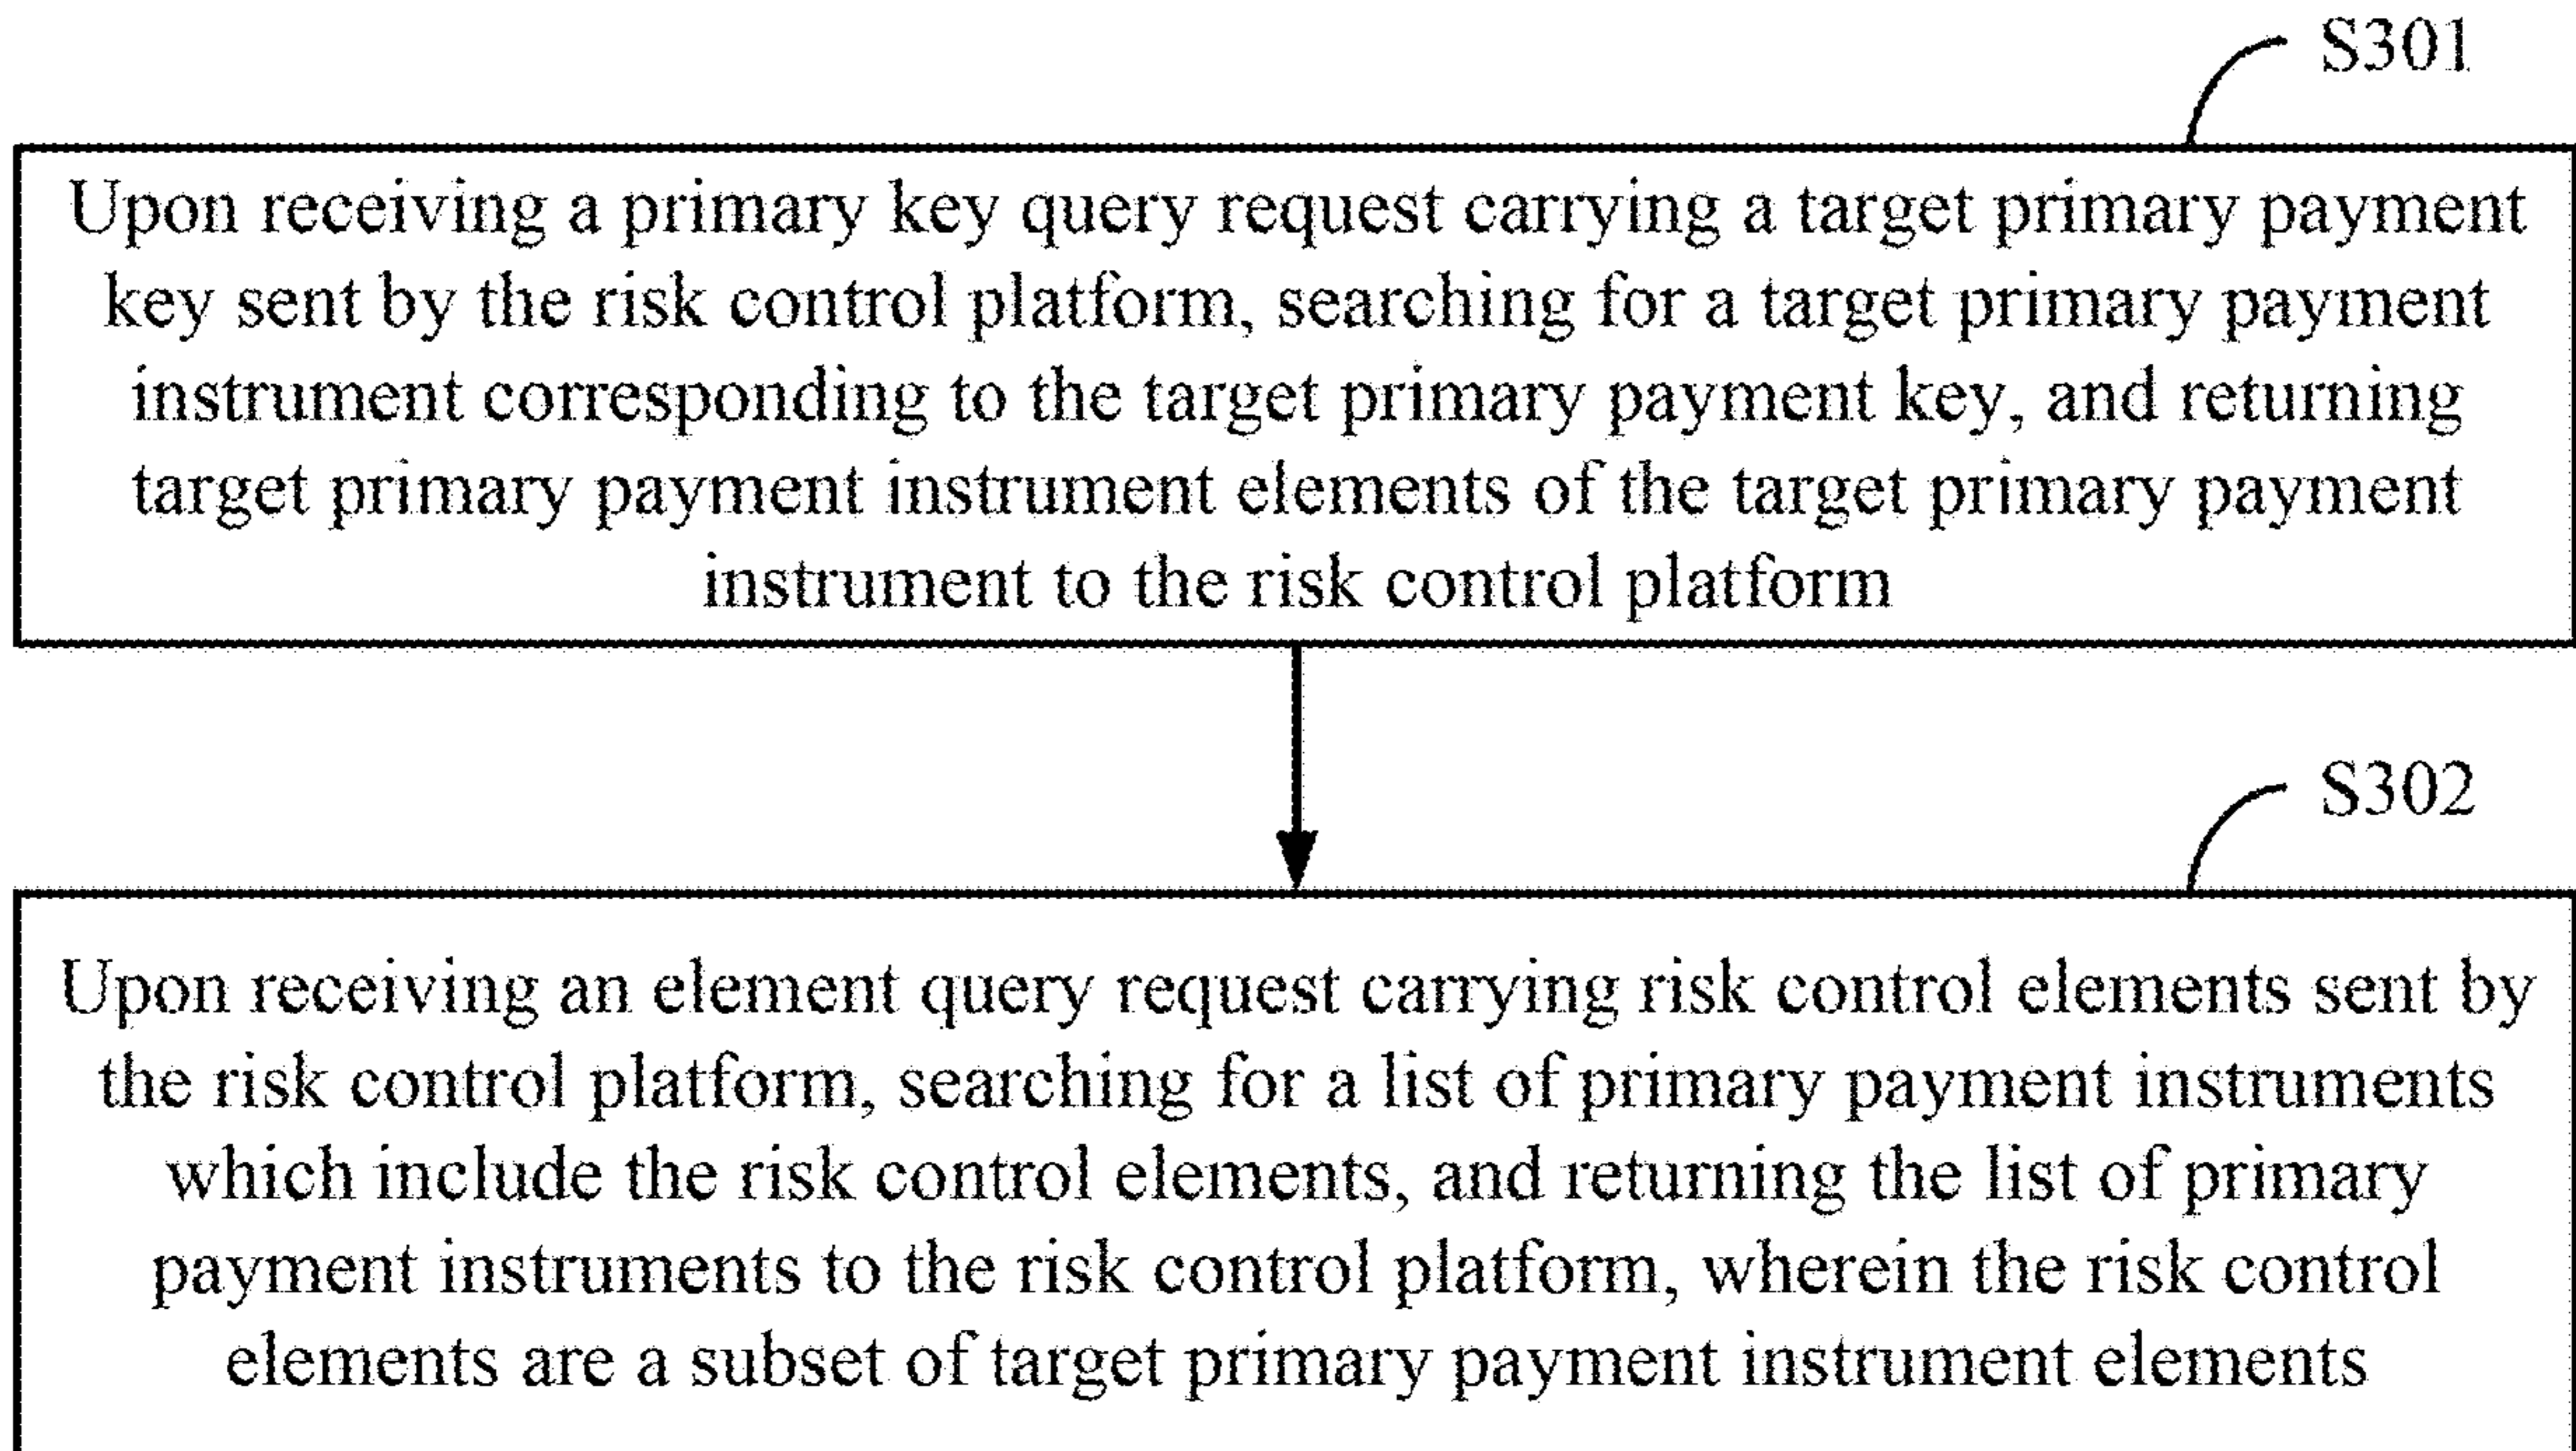 S301
Upon receiving a primary key query request carrying a target primary payment
key sent by the risk control platform, searching for a target primary payment
instrument corresponding to the target primary payment key, and returning
target primary payment instrument elements of the target primary payment
instrument to the risk control platform
S302
Upon receiving an element query request carrying risk control elements sent by
the risk control platform, searching for a list of primary payment instruments
which include the risk control elements, and returning the list of primary
payment instruments to the risk control platform, wherein the risk control
elements are a subset of target primary payment instrument elements